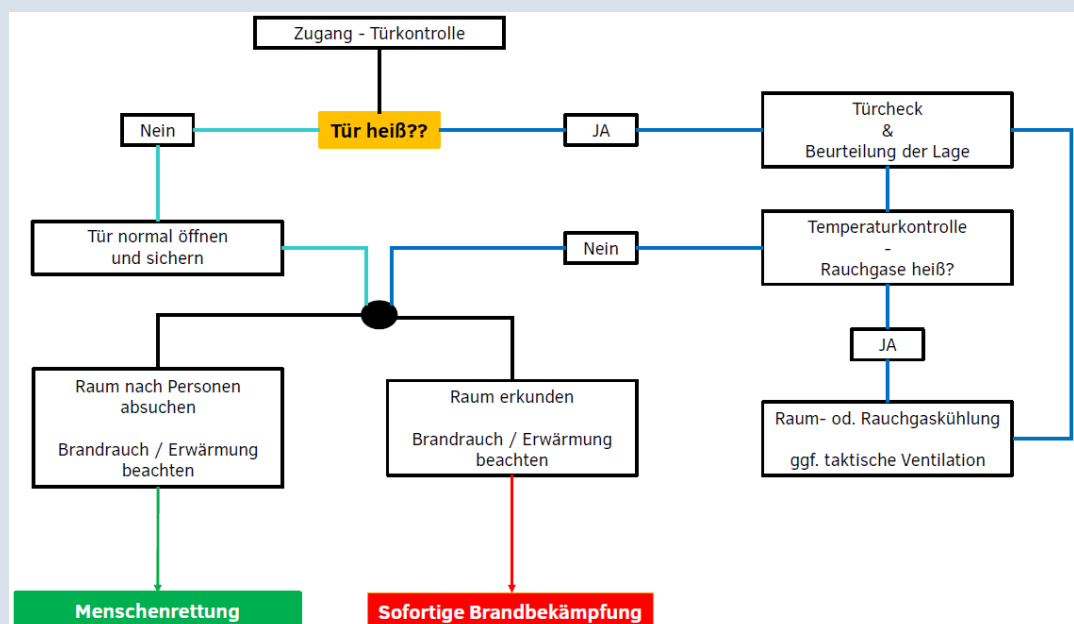 Zugang - Türkontrolle
Nein
Tür heiß??
JA
Türcheck
&
Beurteilung der Lage
Tür normal öffnen
und sichern
Nein
Temperaturkontrolle
-
Rauchgase heiß?
JA
Raum nach Personen
absuchen
Brandrauch / Erwärmung
beachten
Raum erkunden
Brandrauch / Erwärmung
beachten
Raum- od. Rauchgaskühlung
ggf. taktische Ventilation
Menschenrettung
Sofortige Brandbekämpfung